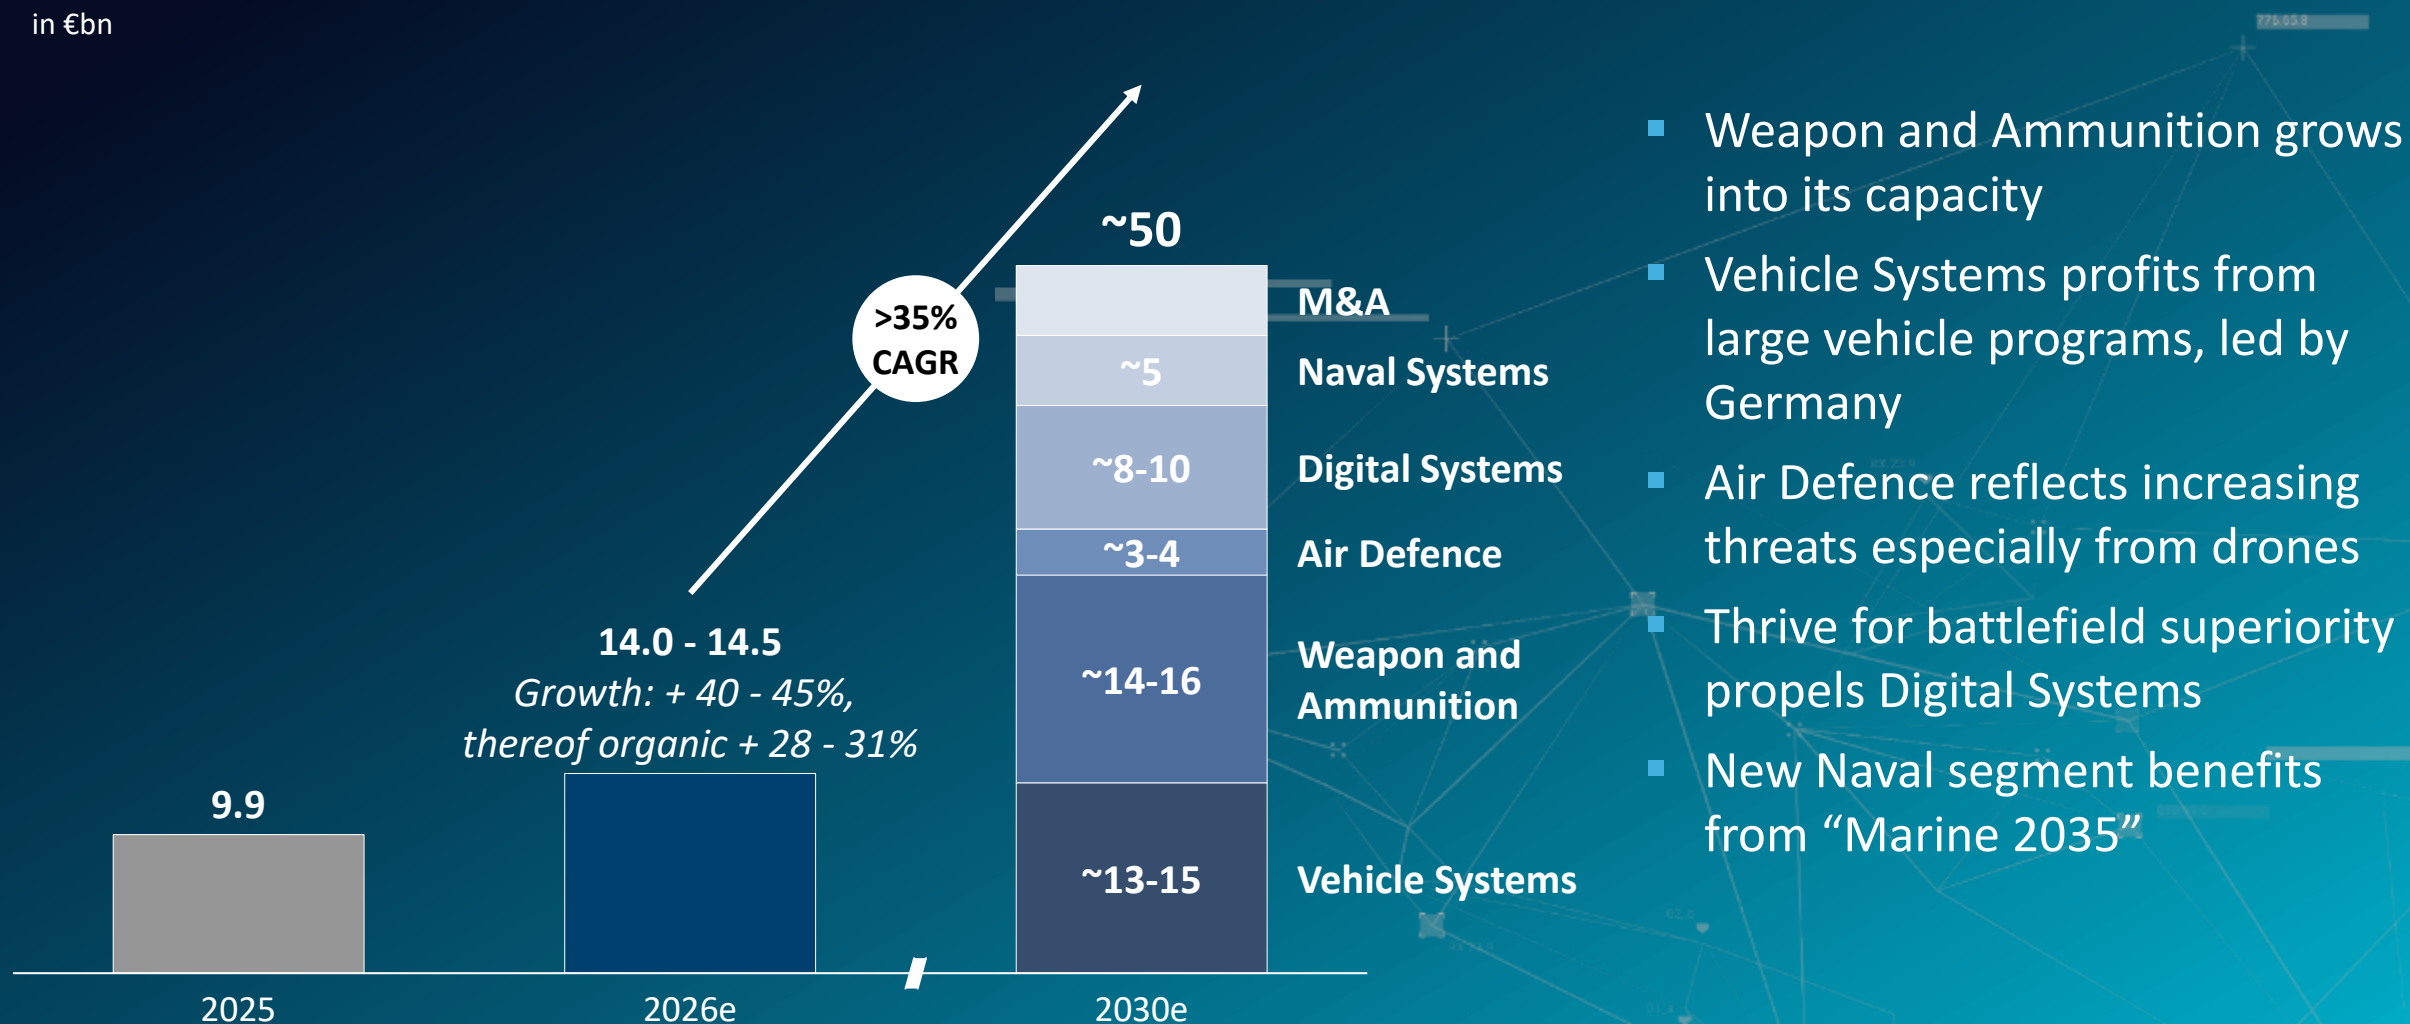 in €bn
~50
>35%
CAGR
M&A
~5
Naval Systems
~8-10
Digital Systems
~3-4
Air Defence
14.0 - 14.5
Growth: + 40 - 45%,
thereof organic + 28 - 31%
~14-16
Weapon and
Ammunition
9.9
~13-15
Vehicle Systems
2025
2026e
2030e
Weapon and Ammunition grows
into its capacity
Vehicle Systems profits from
large vehicle programs, led by
Germany
Air Defence reflects increasing
threats especially from drones
Thrive for battlefield superiority
propels Digital Systems
New Naval segment benefits
from “Marine 2035”